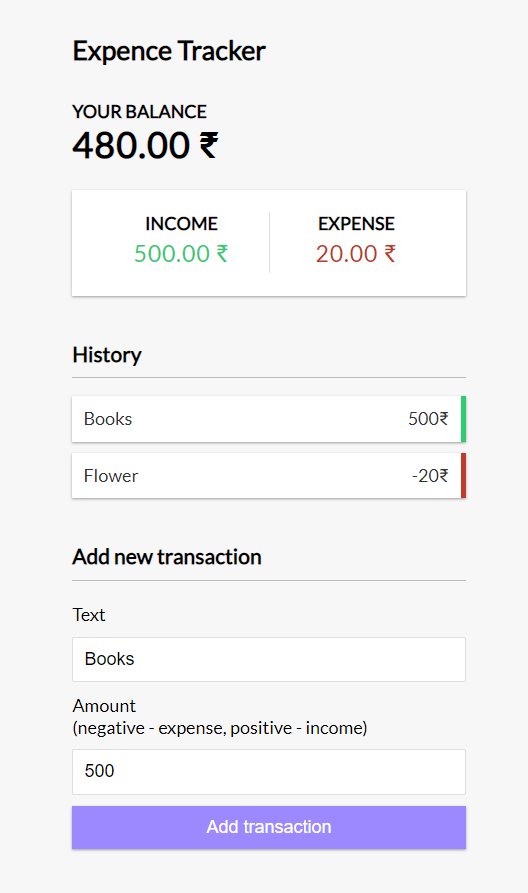 Expence Tracker
YOUR BALANCE
480.00 ₹
INCOME
500.00 ₹
EXPENSE
20.00 ₹
History
Books 500₹
Flower -20₹
Add new transaction
Text
Books
Amount
(negative - expense, positive - income)
500
Add transaction